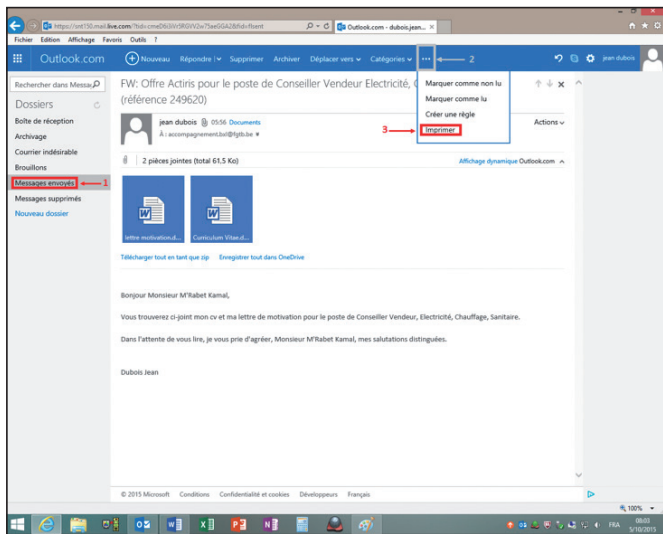 https://snt150.mail.live.com/?tid=cmeD6GVrSRGVV2w75aeGGAZA&fid=flsent
Outlook.com - dubois.jean...
Fichier Edition Affichage Favoris Outils ?
Outlook.com
Nouveau Répondre Supprimer Archiver Déplacer vers Catégories ... 2
jean dubois
Rechercher dans Messa
FW: Offre Actiris pour le poste de Conseiller Vendeur Electricité,
(référence 249620)
Marquer comme non lu
Marquer comme lu
Créer une règle
3 Imprimer
Dossiers
Boîte de réception
Archivage
Courrier indésirable
Brouillons
Messages envoyés 1
Messages supprimés
Nouveau dossier
jean dubois 05:56 Documents
Actions
À : accompagnement.bxl@fgtb.be
2 pièces jointes (total 61,5 Ko)
Affichage dynamique Outlook.com
lettre motivation.d...
Curriculum Vitae.d...
Télécharger tout en tant que zip Enregistrer tout dans OneDrive
Bonjour Monsieur M'Rabet Kamal,
Vous trouverez ci-joint mon cv et ma lettre de motivation pour le poste de Conseiller Vendeur, Electricité, Chauffage, Sanitaire.
Dans l'attente de vous lire, je vous prie d'agréer, Monsieur M'Rabet Kamal, mes salutations distinguées.
Dubois Jean
© 2015 Microsoft Conditions Confidentialité et cookies Développeurs Français
100%
FRA
08:03
5/10/2015